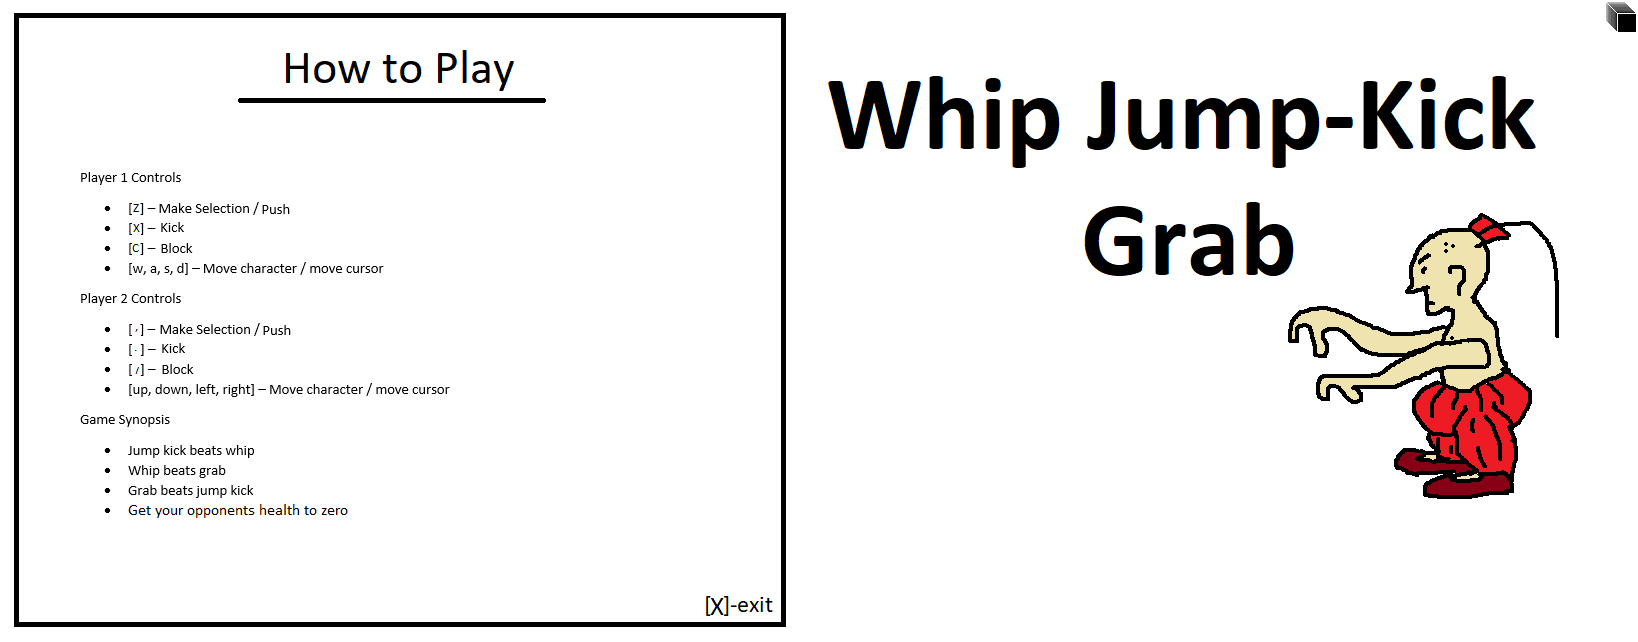 How to Play
Player 1 Controls
• [Z] – Make Selection / Push
• [X] – Kick
• [C] – Block
• [w, a, s, d] – Move character / move cursor
Player 2 Controls
• [ , ] – Make Selection / Push
• [ . ] – Kick
• [ / ] – Block
• [up, down, left, right] – Move character / move cursor
Game Synopsis
• Jump kick beats whip
• Whip beats grab
• Grab beats jump kick
• Get your opponents health to zero
[X]-exit
Whip Jump-Kick
Grab